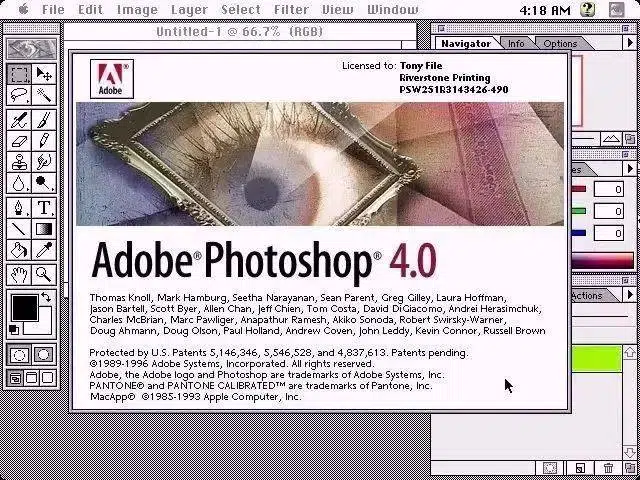 File Edit Image Layer Select Filter View Window 4:18 AM
Untitled-1 @ 66.7% (RGB)
Navigator Info Options
Adobe
Licensed to: Tony File
Riverstone Printing
PSW251R3143426-490
0
0
0
Actions
Adobe® Photoshop® 4.0
Thomas Knoll, Mark Hamburg, Seetha Narayanan, Sean Parent, Greg Gilley, Laura Hoffman,
Jason Bartell, Scott Byer, Allen Chan, Jeff Chien, Tom Costa, David DiGiacomo, Andrei Herasimchuk,
Charles McBrian, Marc Pawliger, Anapathur Ramesh, Akiko Sonoda, Robert Swirsky-Warner,
Doug Ahmann, Doug Olson, Paul Holland, Andrew Coven, John Leddy, Kevin Connor, Russell Brown
Protected by U.S. Patents 5,146,346, 5,546,528, and 4,837,613. Patents pending.
©1989-1996 Adobe Systems, Incorporated. All rights reserved.
Adobe, the Adobe logo and Photoshop are trademarks of Adobe Systems, Inc.
PANTONE® and PANTONE CALIBRATED™ are trademarks of Pantone, Inc.
MacApp® ©1985-1993 Apple Computer, Inc.